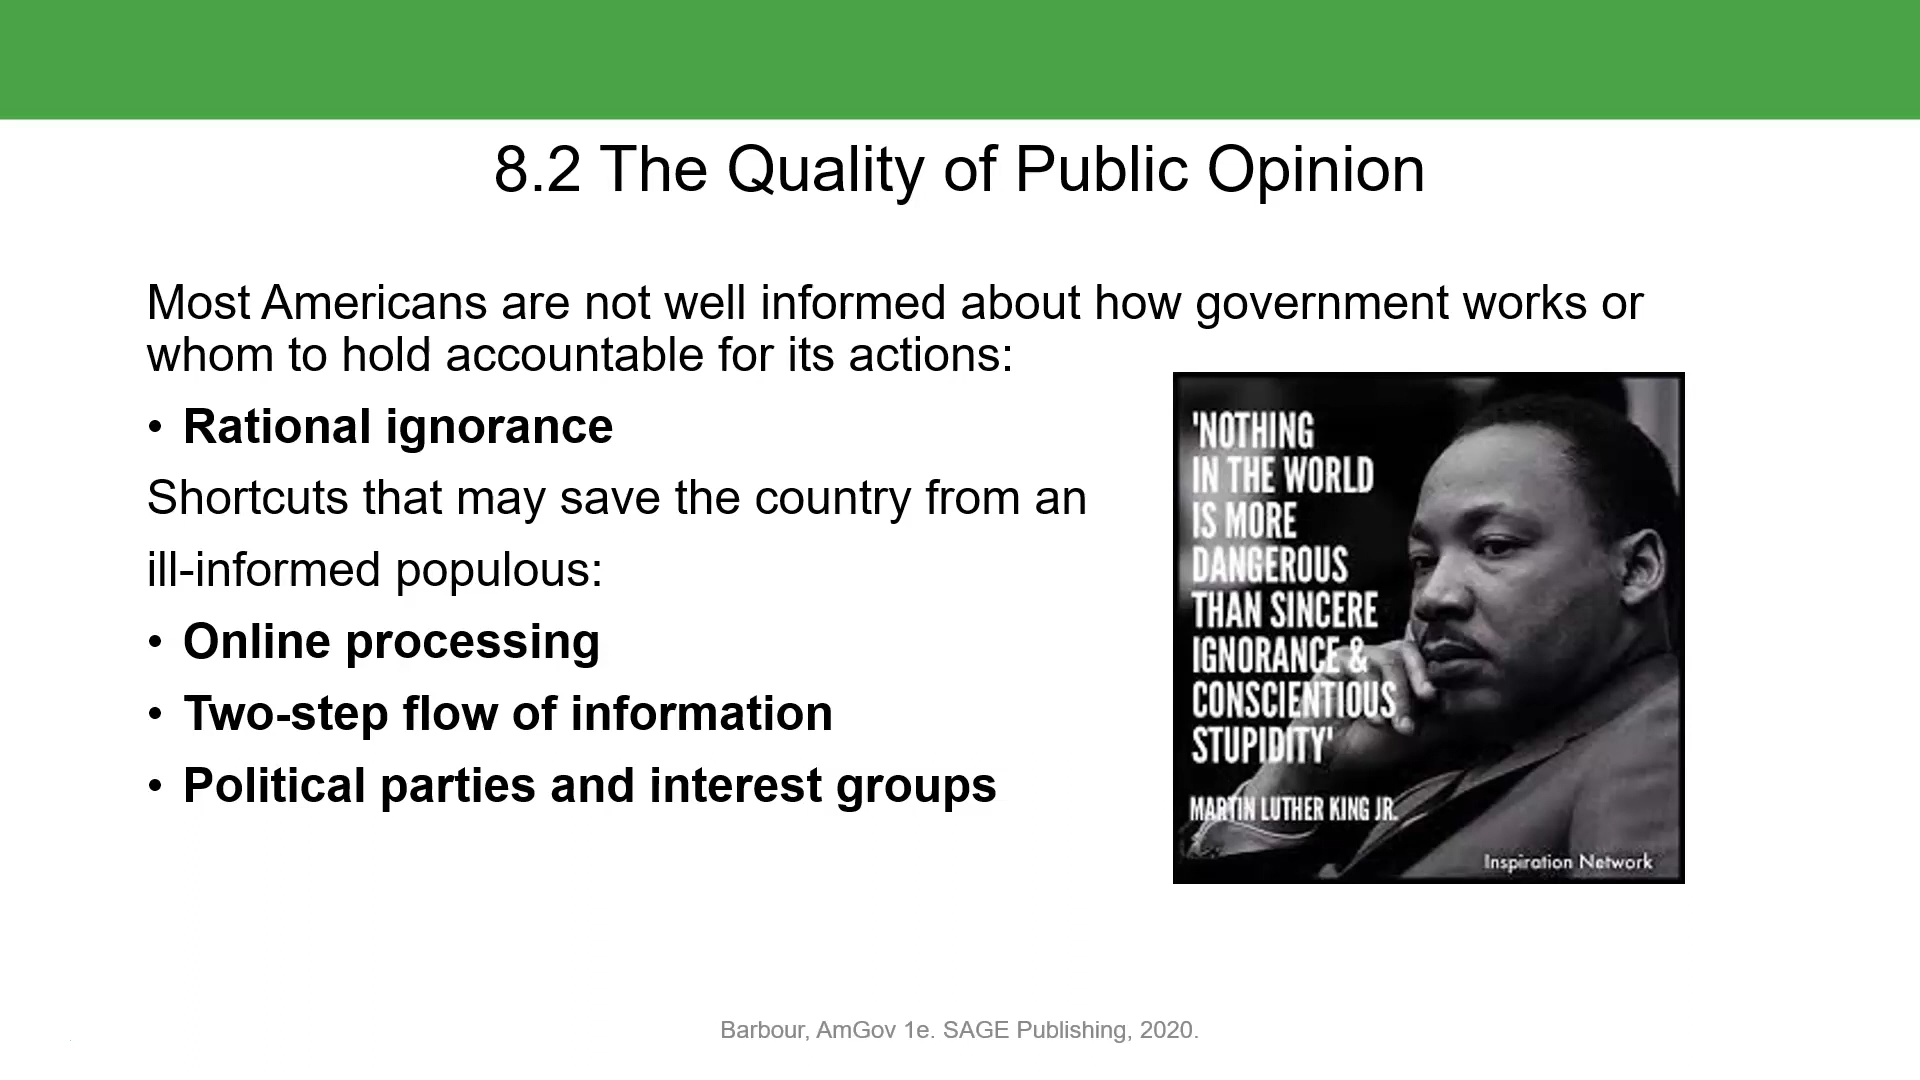 8.2 The Quality of Public Opinion
Most Americans are not well informed about how government works or
whom to hold accountable for its actions:
• Rational ignorance
Shortcuts that may save the country from an
ill-informed populous:
• Online processing
• Two-step flow of information
• Political parties and interest groups
'NOTHING
IN THE WORLD
IS MORE
DANGEROUS
THAN SINCERE
IGNORANCE &
CONSCIENTIOUS
STUPIDITY'
MARTIN LUTHER KING JR.
Inspiration Network
Barbour, AmGov 1e. SAGE Publishing, 2020.